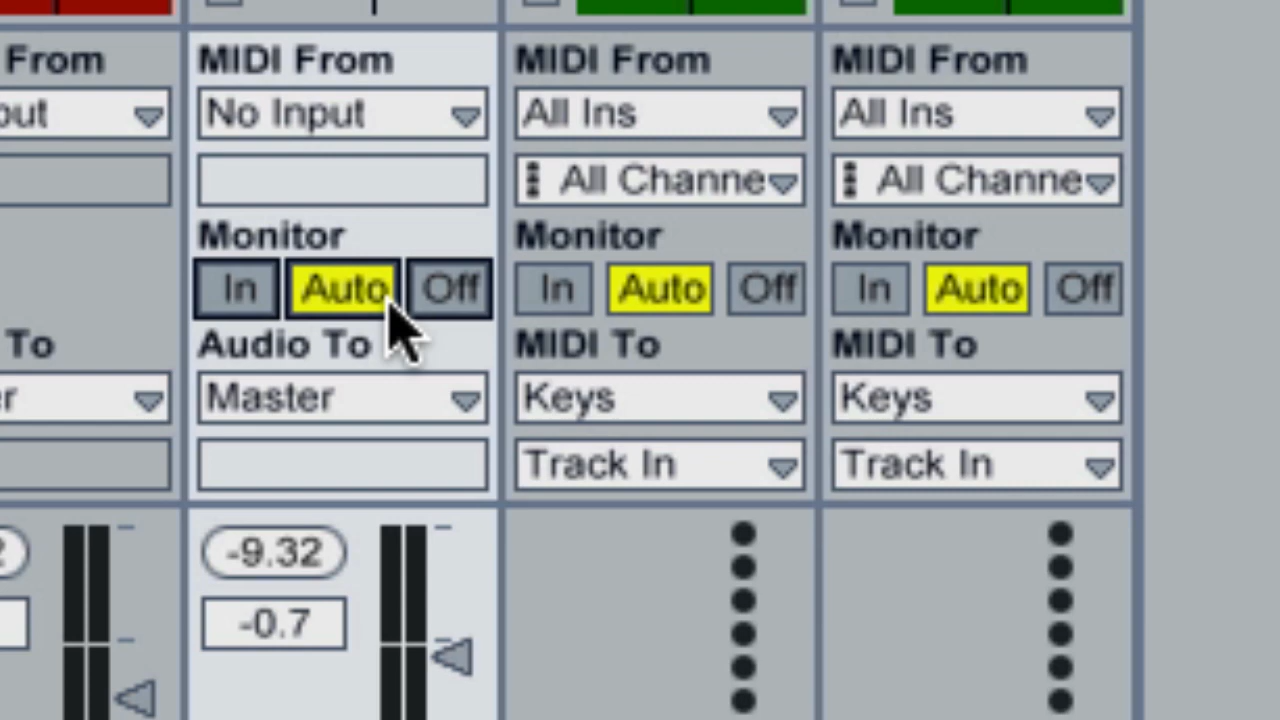 From MIDI From MIDI From MIDI From
No Input All Ins All Ins
All Channe All Channe
Monitor Monitor Monitor
In Auto Off In Auto Off In Auto Off
To Audio To MIDI To MIDI To
Master Keys Keys
Track In Track In
-9.32
-0.7